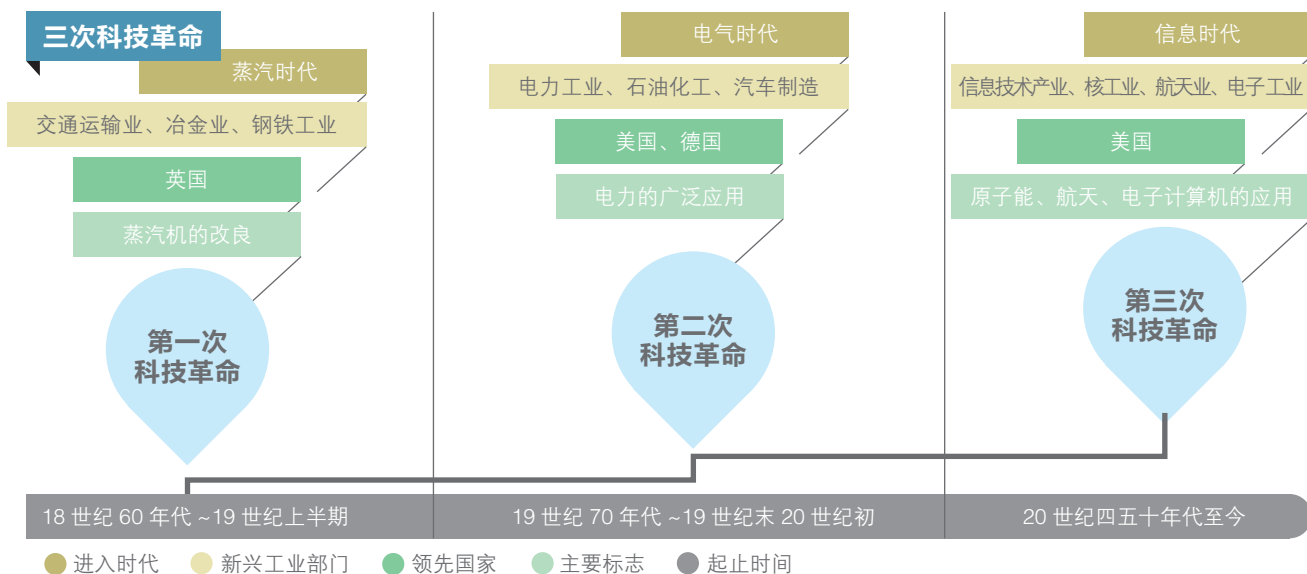 三次科技革命
蒸汽时代
交通运输业、冶金业、钢铁工业
英国
蒸汽机的改良
第一次
科技革命
18 世纪 60 年代 ~19 世纪上半期
电气时代
电力工业、石油化工、汽车制造
美国、德国
电力的广泛应用
第二次
科技革命
19 世纪 70 年代 ~19 世纪末 20 世纪初
信息时代
信息技术产业、核工业、航天业、电子工业
美国
原子能、航天、电子计算机的应用
第三次
科技革命
20 世纪四五十年代至今
进入时代 新兴工业部门 领先国家 主要标志 起止时间